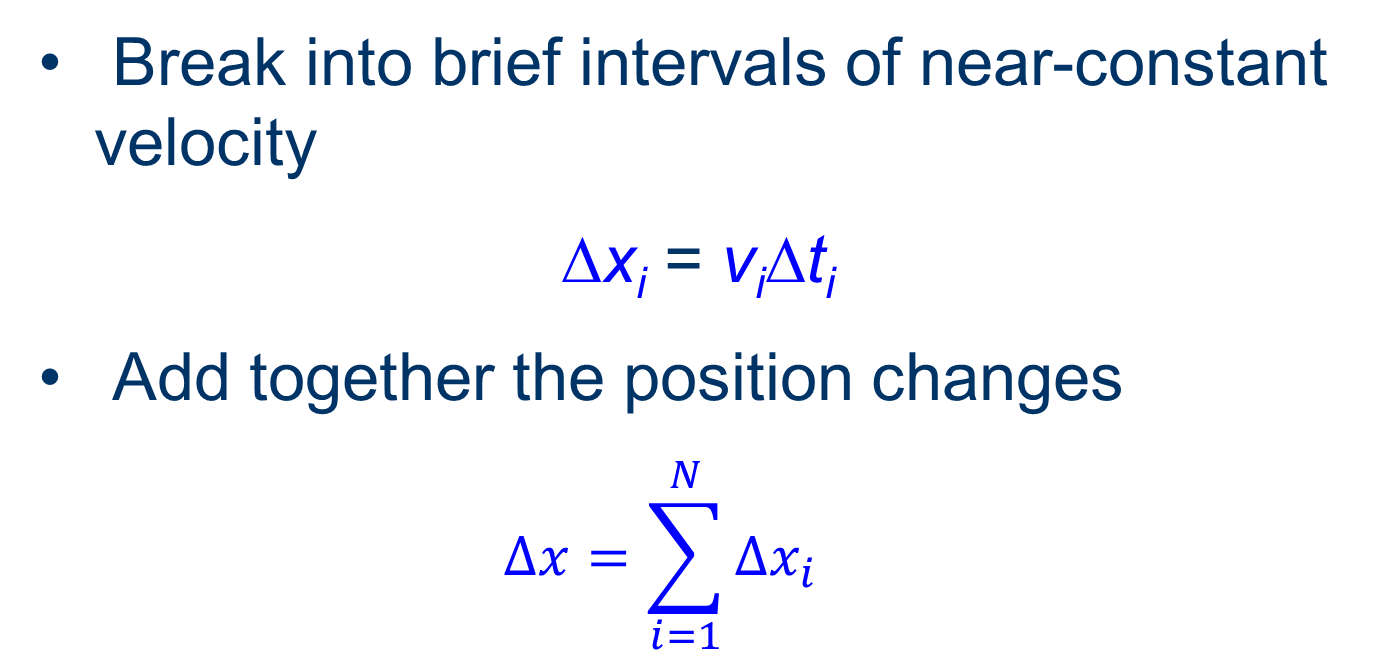 • Break into brief intervals of near-constant
velocity
Δxᵢ = vᵢΔtᵢ
• Add together the position changes
N
Δx = ∑ Δxᵢ
i=1